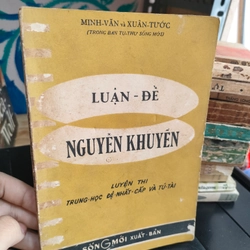 MINH-VĂN và XUÂN-TƯỚC
(TRONG BAN TU-THƯ SỐNG MỚI)
LUẬN-ĐỀ
NGUYỄN KHUYẾN
LUYỆN THI
TRUNG-HỌC ĐỆ-NHẤT-CẤP VÀ TÚ-TÀI
SỐNG MỚI XUẤT-BẢN